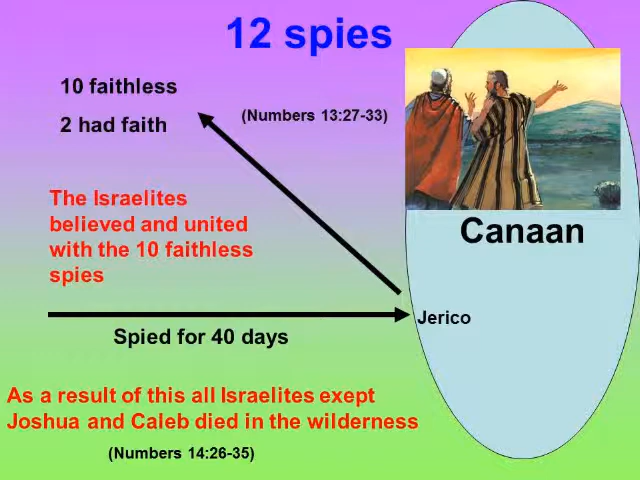 12 spies
10 faithless
2 had faith
(Numbers 13:27-33)
The Israelites
believed and united
with the 10 faithless
spies
Canaan
Jerico
Spied for 40 days
As a result of this all Israelites exept
Joshua and Caleb died in the wilderness
(Numbers 14:26-35)